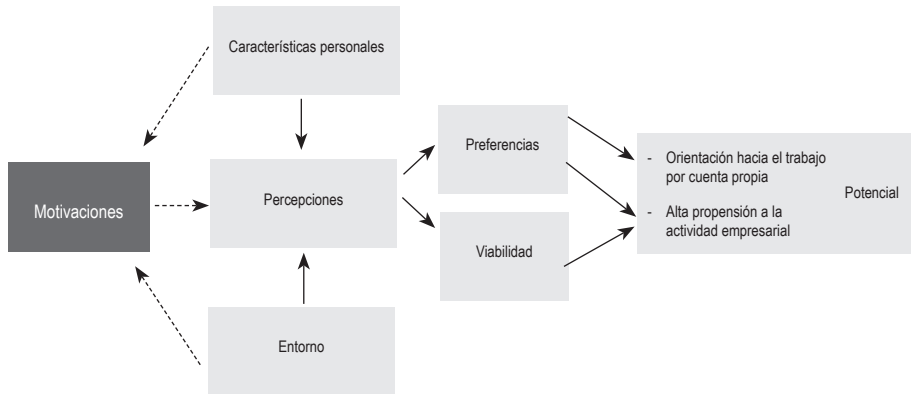 Características personales
Motivaciones
Percepciones
Entorno
Preferencias
Viabilidad
- Orientación hacia el trabajo
por cuenta propia
- Alta propensión a la
actividad empresarial
Potencial